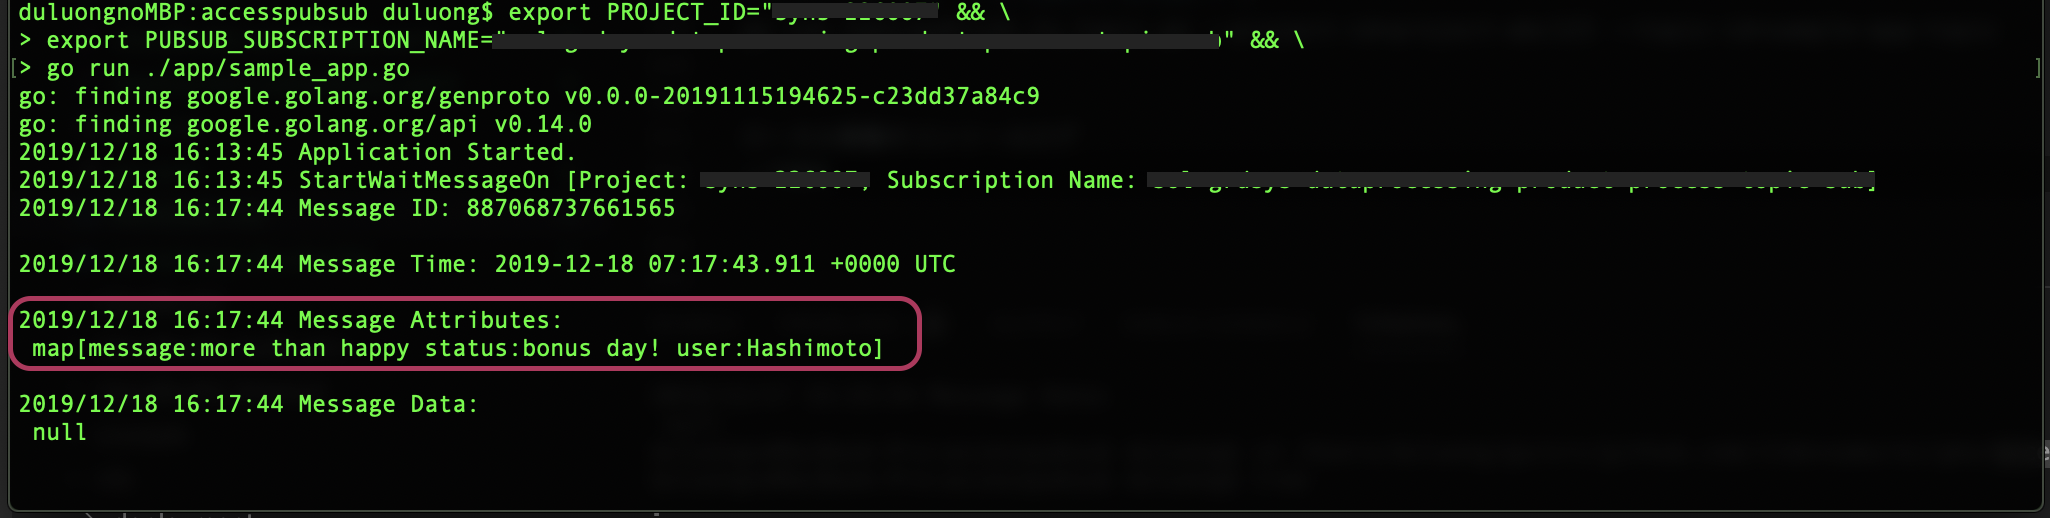 duluongnoMBP:accesspubsub duluong$ export PROJECT_ID=" " && \
> export PUBSUB_SUBSCRIPTION_NAME=" " && \
[> go run ./app/sample_app.go ]
go: finding google.golang.org/genproto v0.0.0-20191115194625-c23dd37a84c9
go: finding google.golang.org/api v0.14.0
2019/12/18 16:13:45 Application Started.
2019/12/18 16:13:45 StartWaitMessageOn [Project: , Subscription Name: ]
2019/12/18 16:17:44 Message ID: 887068737661565
2019/12/18 16:17:44 Message Time: 2019-12-18 07:17:43.911 +0000 UTC
2019/12/18 16:17:44 Message Attributes:
map[message:more than happy status:bonus day! user:Hashimoto]
2019/12/18 16:17:44 Message Data:
null